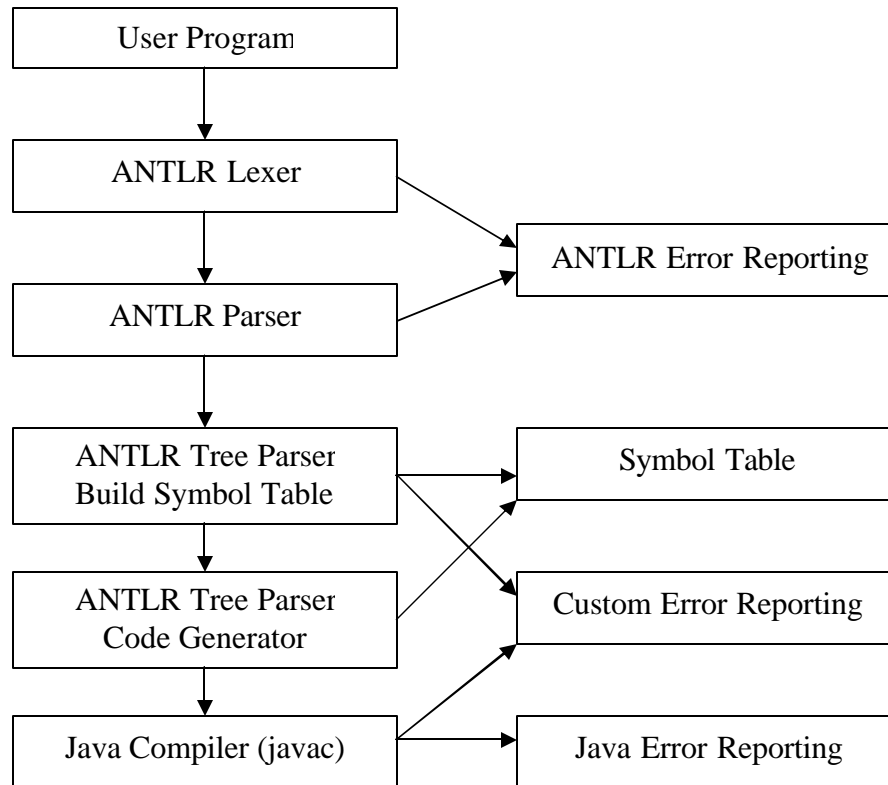 User Program
ANTLR Lexer
ANTLR Error Reporting
ANTLR Parser
ANTLR Tree Parser
Build Symbol Table
Symbol Table
ANTLR Tree Parser
Code Generator
Custom Error Reporting
Java Compiler (javac)
Java Error Reporting